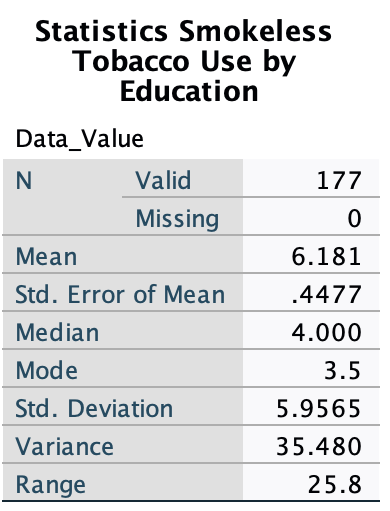 Statistics Smokeless
Tobacco Use by
Education
Data_Value
N Valid 177
Missing 0
Mean 6.181
Std. Error of Mean .4477
Median 4.000
Mode 3.5
Std. Deviation 5.9565
Variance 35.480
Range 25.8